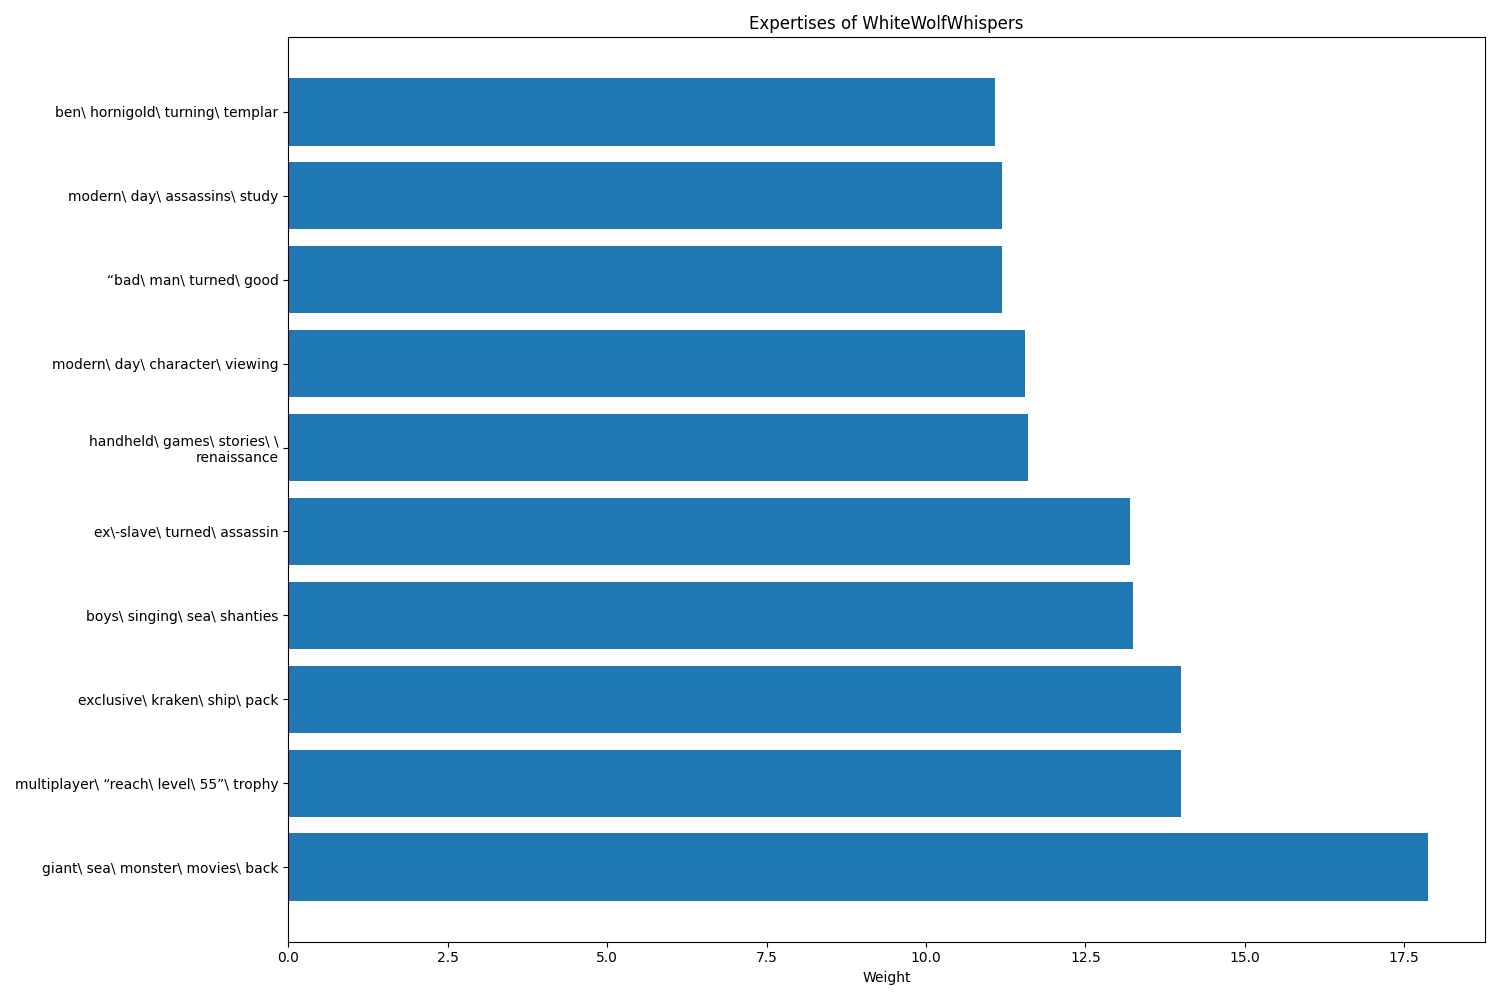 Expertises of WhiteWolfWhispers
ben\ hornigold\ turning\ templar
modern\ day\ assassins\ study
“bad\ man\ turned\ good
modern\ day\ character\ viewing
handheld\ games\ stories\ \
renaissance
ex\-slave\ turned\ assassin
boys\ singing\ sea\ shanties
exclusive\ kraken\ ship\ pack
multiplayer\ “reach\ level\ 55”\ trophy
giant\ sea\ monster\ movies\ back
0.0 2.5 5.0 7.5 10.0 12.5 15.0 17.5
Weight